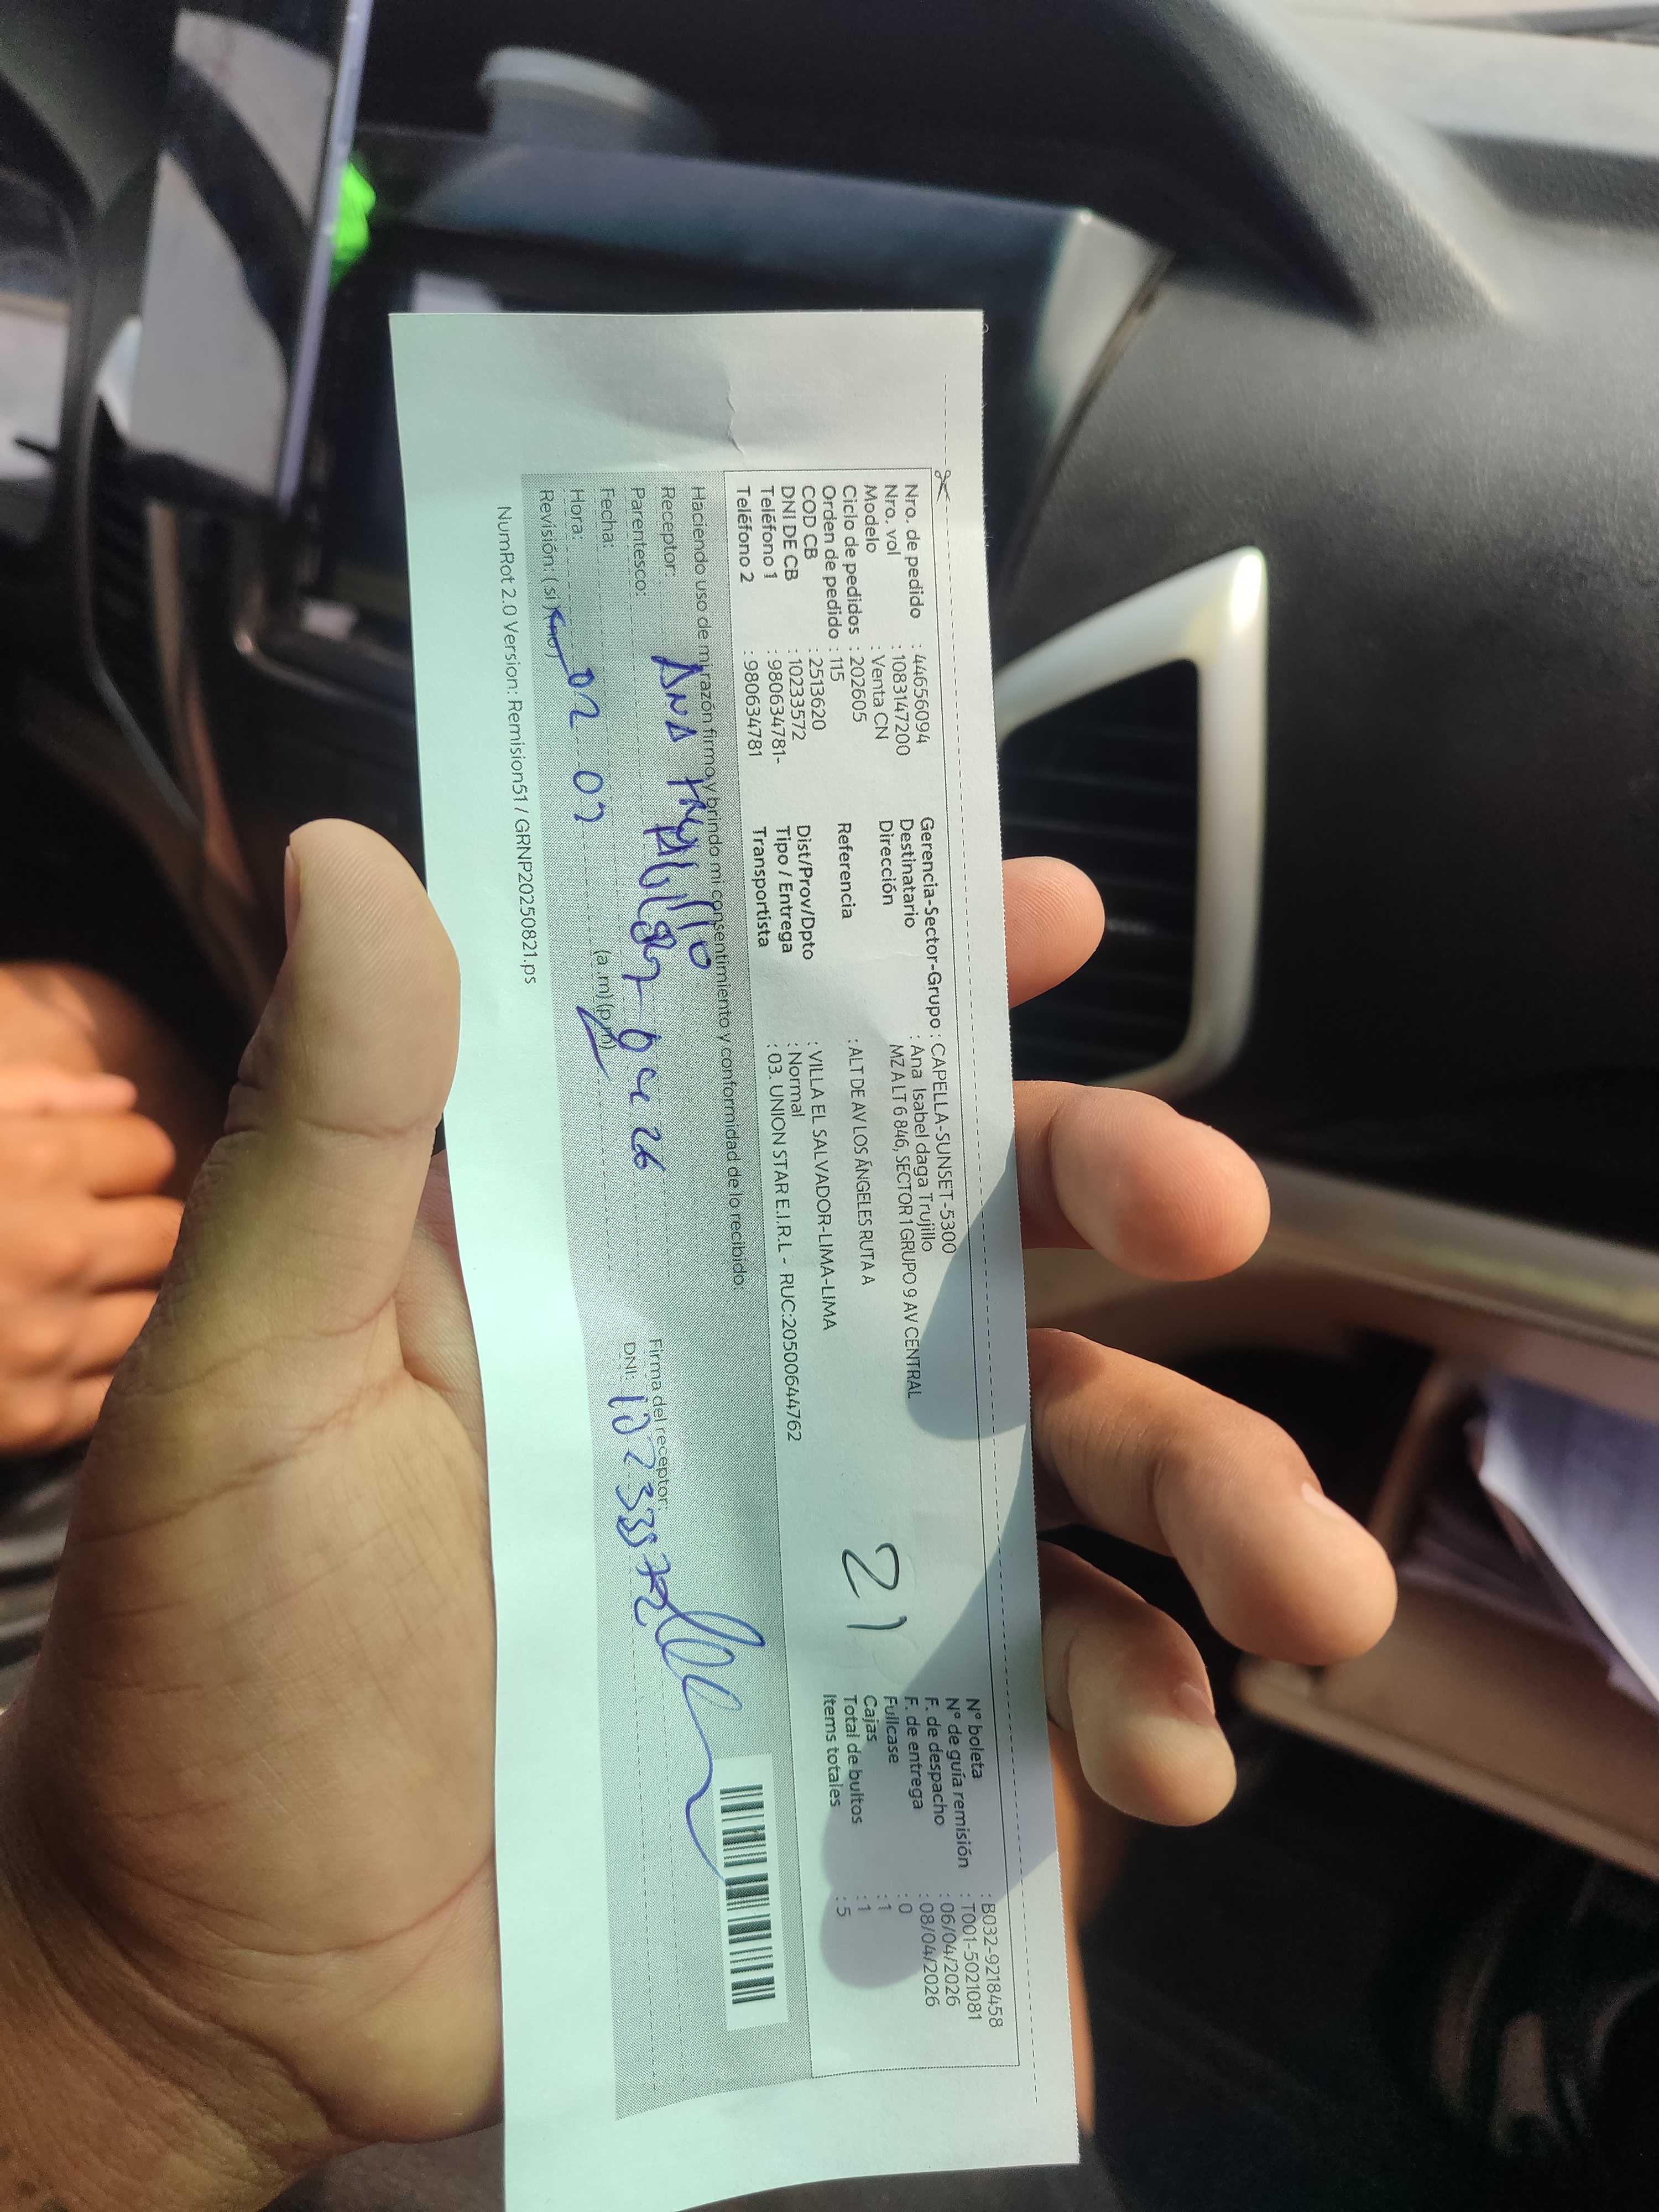 Nro. de pedido : 44656094
Nro. vol : 1083147200
Modelo : Venta CN
Ciclo de pedidos : 202605
Orden de pedido : 115
COD CB : 2513620
DNI DE CB : 10233572
Teléfono 1 : 980634781-
Teléfono 2 : 980634781
Gerencia-Sector-Grupo : CAPELLA-SUNSET-5300
Destinatario : Ana Isabel daga Trujillo
Dirección MZ A LT 6 846, SECTOR 1 GRUPO 9 AV CENTRAL
Referencia : ALT DE AV LOS ÁNGELES RUTA A
Dist/Prov/Dpto : VILLA EL SALVADOR-LIMA-LIMA
Tipo / Entrega : Normal
Transportista : 03. UNION STAR E.I.R.L - RUC:20500644762
21
N° boleta : B032-9218458
N° de guía remisión : T001-5021081
F. de despacho : 06/04/2026
F. de entrega : 08/04/2026
Fullcase : 0
Cajas : 1
Total de bultos : 1
Items totales : 5
Haciendo uso de mi razón firmo y brindo mi consentimiento y conformidad de lo recibido:
Receptor: ANA Trujillo
Parentesco:
Fecha:
Hora: 02 07 (a.m) (p.m)
Revisión: (si) (no)
Firma del receptor:
DNI: 10233572
NumRot 2.0 Version: Remision51 / GRNP20250821.ps